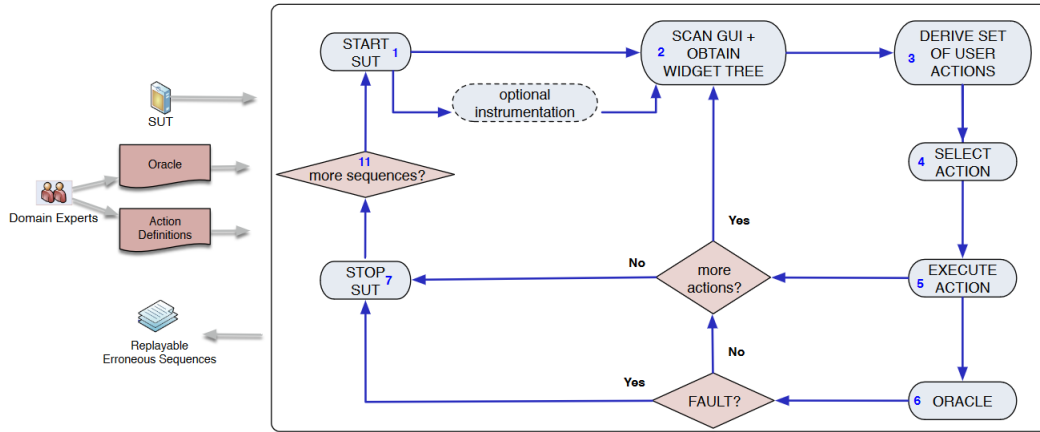 START
SUT 1
2 SCAN GUI +
OBTAIN
WIDGET TREE
DERIVE SET
3 OF USER
ACTIONS
optional
instrumentation
SUT
11
more sequences?
Oracle
4 SELECT
ACTION
Domain Experts
Action
Definitions
Yes
No
STOP
SUT 7
more
actions?
5 EXECUTE
ACTION
Replayable
Erroneous Sequences
No
Yes
FAULT?
6 ORACLE